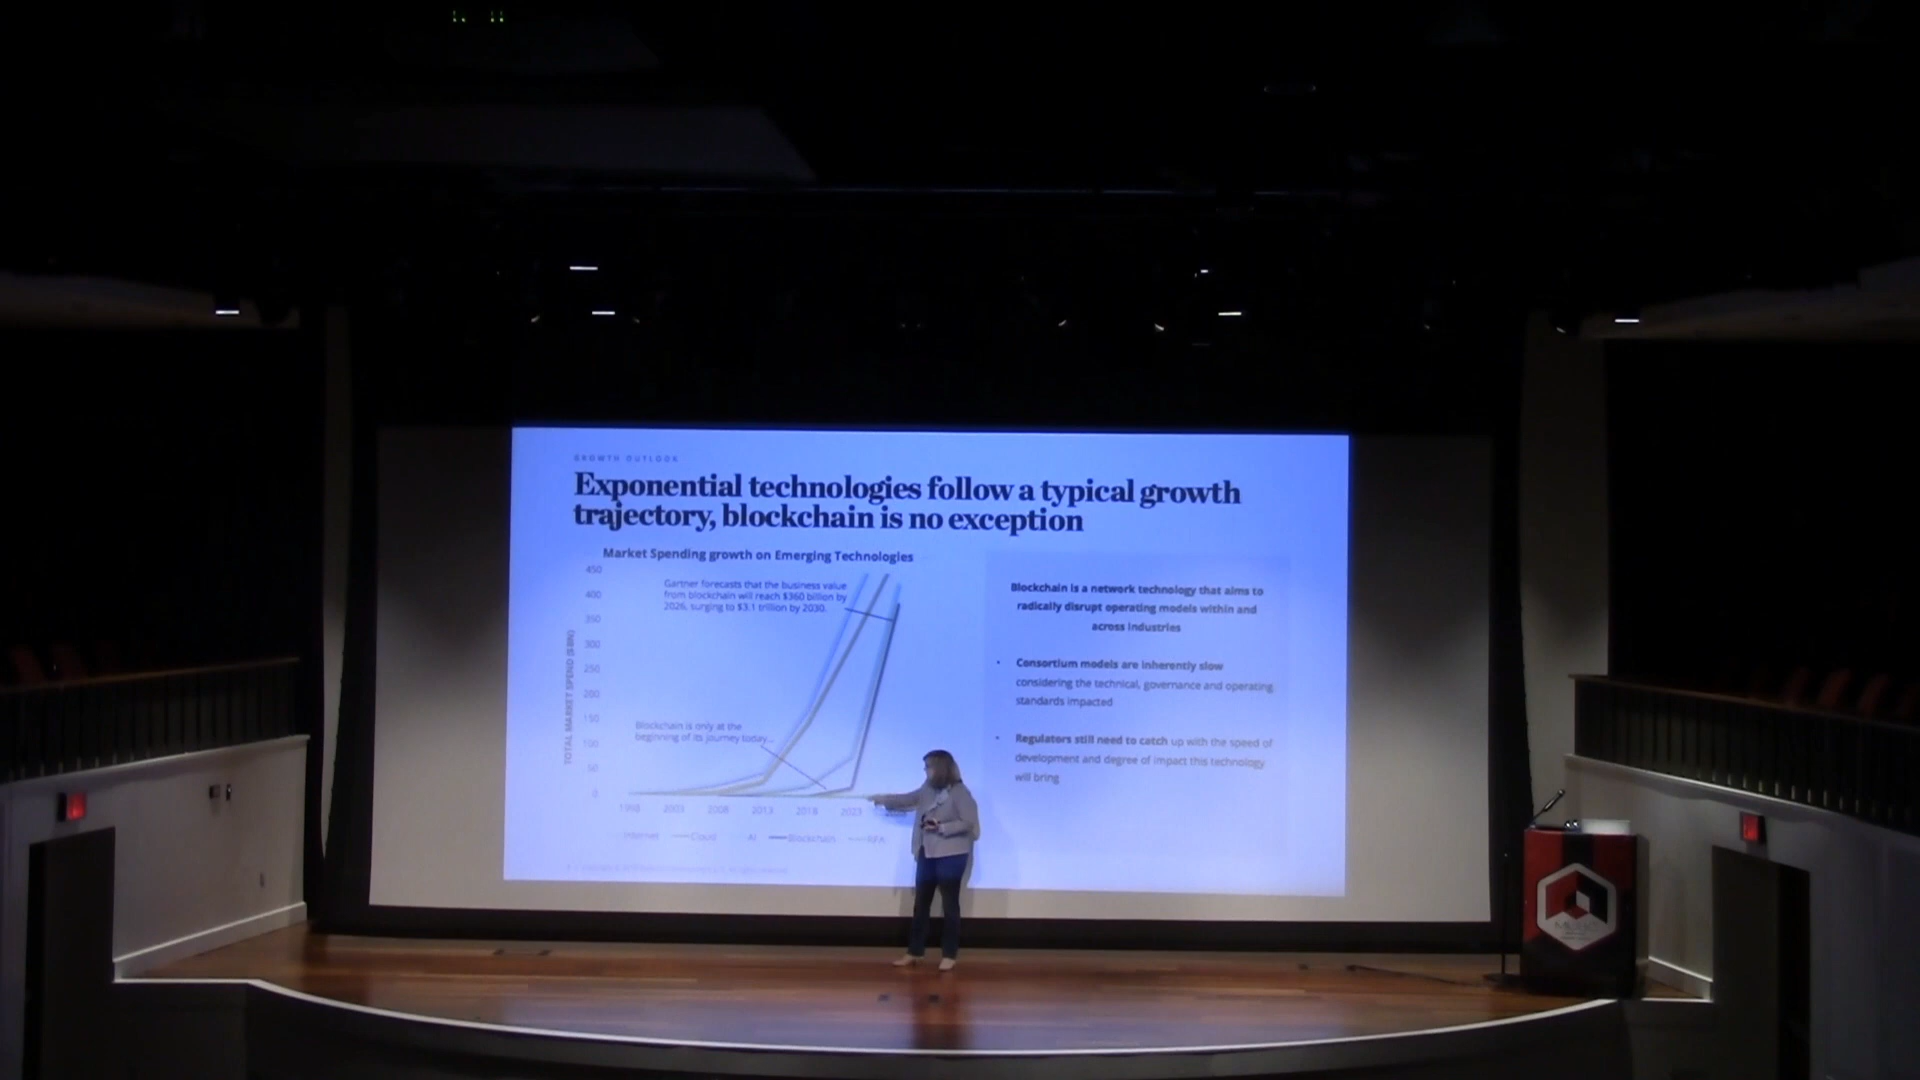 GROWTH OUTLOOK
Exponential technologies follow a typical growth
trajectory, blockchain is no exception
Market Spending growth on Emerging Technologies
TOTAL MARKET SPEND ($BN)
450
400
350
300
250
200
150
100
50
0
Gartner forecasts that the business value
from blockchain will reach $360 billion by
2026, surging to $3.1 trillion by 2030.
Blockchain is only at the
beginning of its journey today...
1998 2003 2008 2013 2018 2023
Internet Cloud AI Blockchain RPA
Blockchain is a network technology that aims to
radically disrupt operating models within and
across industries
• Consortium models are inherently slow
considering the technical, governance and operating
standards impacted
• Regulators still need to catch up with the speed of
development and degree of impact this technology
will bring